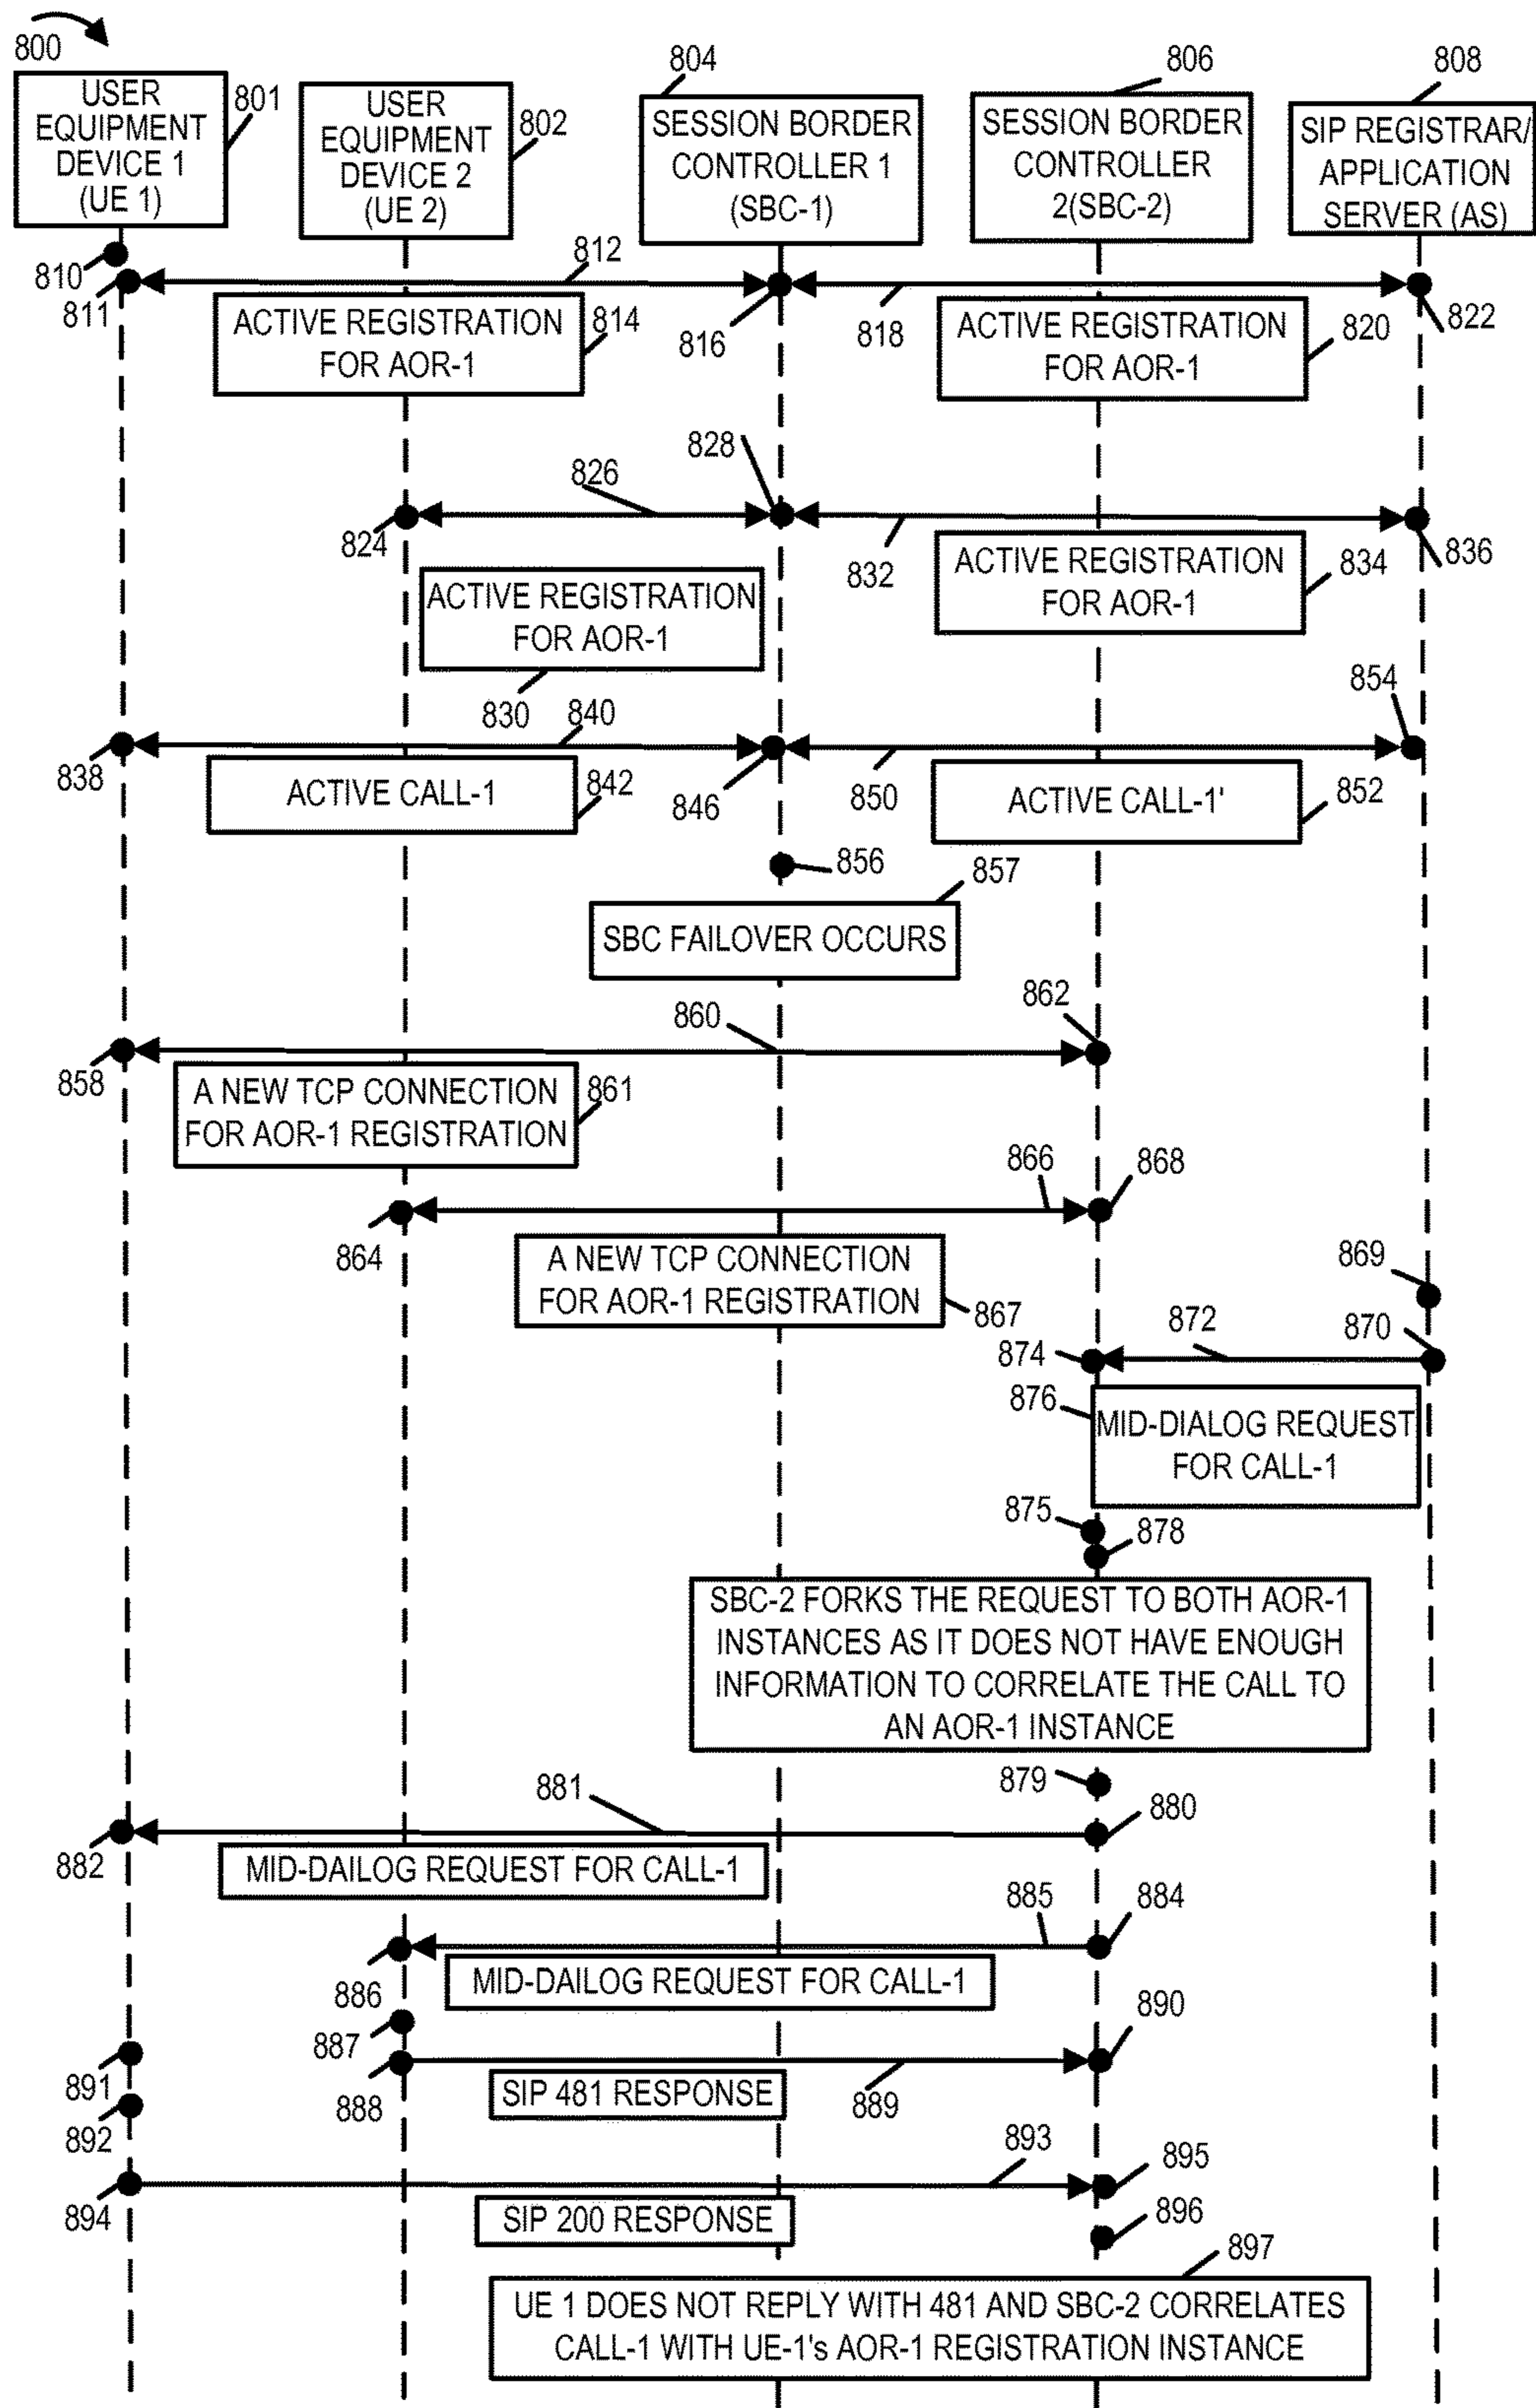 800
USER
EQUIPMENT
DEVICE 1
(UE 1)
801
USER
EQUIPMENT
DEVICE 2
(UE 2)
802
804
SESSION BORDER
CONTROLLER 1
(SBC-1)
806
SESSION BORDER
CONTROLLER
2(SBC-2)
808
SIP REGISTRAR/
APPLICATION
SERVER (AS)
810
811
812
ACTIVE REGISTRATION
FOR AOR-1
814
816
818
ACTIVE REGISTRATION
FOR AOR-1
820
822
824
826
828
ACTIVE REGISTRATION
FOR AOR-1
830
832
ACTIVE REGISTRATION
FOR AOR-1
834
836
838
840
ACTIVE CALL-1
842
846
850
ACTIVE CALL-1'
852
854
856
857
SBC FAILOVER OCCURS
858
860
862
A NEW TCP CONNECTION
FOR AOR-1 REGISTRATION
861
864
866
868
A NEW TCP CONNECTION
FOR AOR-1 REGISTRATION
867
869
870
872
874
876
MID-DIALOG REQUEST
FOR CALL-1
875
878
SBC-2 FORKS THE REQUEST TO BOTH AOR-1
INSTANCES AS IT DOES NOT HAVE ENOUGH
INFORMATION TO CORRELATE THE CALL TO
AN AOR-1 INSTANCE
879
880
881
882
MID-DAILOG REQUEST FOR CALL-1
884
885
886
MID-DAILOG REQUEST FOR CALL-1
887
888
SIP 481 RESPONSE
889
890
891
892
893
894
SIP 200 RESPONSE
895
896
897
UE 1 DOES NOT REPLY WITH 481 AND SBC-2 CORRELATES
CALL-1 WITH UE-1's AOR-1 REGISTRATION INSTANCE